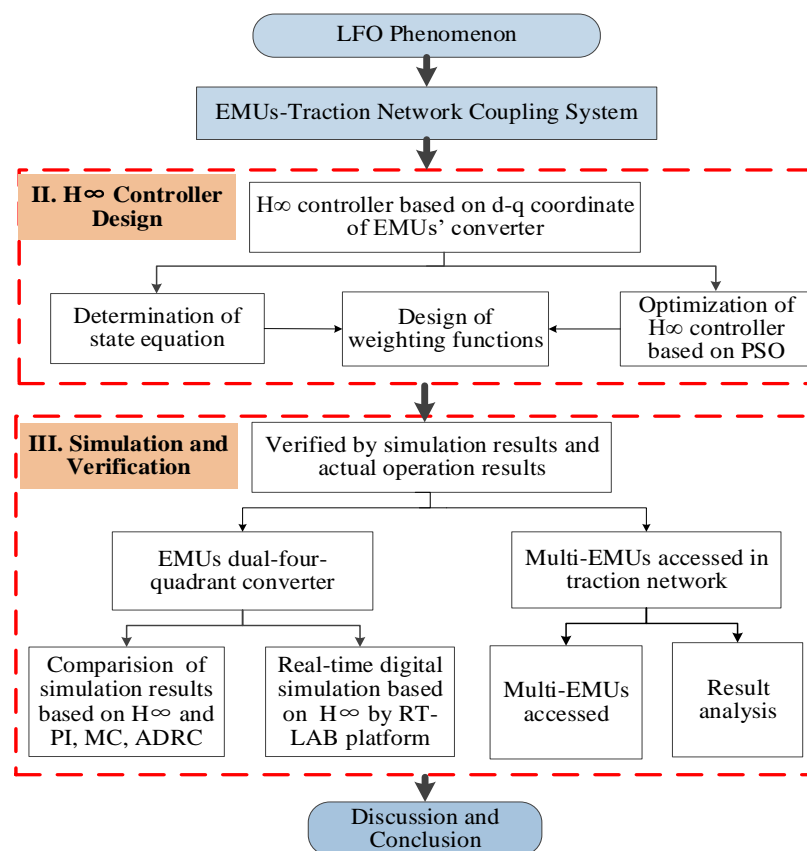 LFO Phenomenon
EMUs-Traction Network Coupling System
II. H∞ Controller
Design
H∞ controller based on d-q coordinate
of EMUs’ converter
Determination of
state equation
Design of
weighting functions
Optimization of
H∞ controller
based on PSO
III. Simulation and
Verification
Verified by simulation results and
actual operation results
EMUs dual-four-
quadrant converter
Multi-EMUs accessed in
traction network
Comparision of
simulation results
based on H∞ and
PI, MC, ADRC
Real-time digital
simulation based
on H∞ by RT-
LAB platform
Multi-EMUs
accessed
Result
analysis
Discussion and
Conclusion